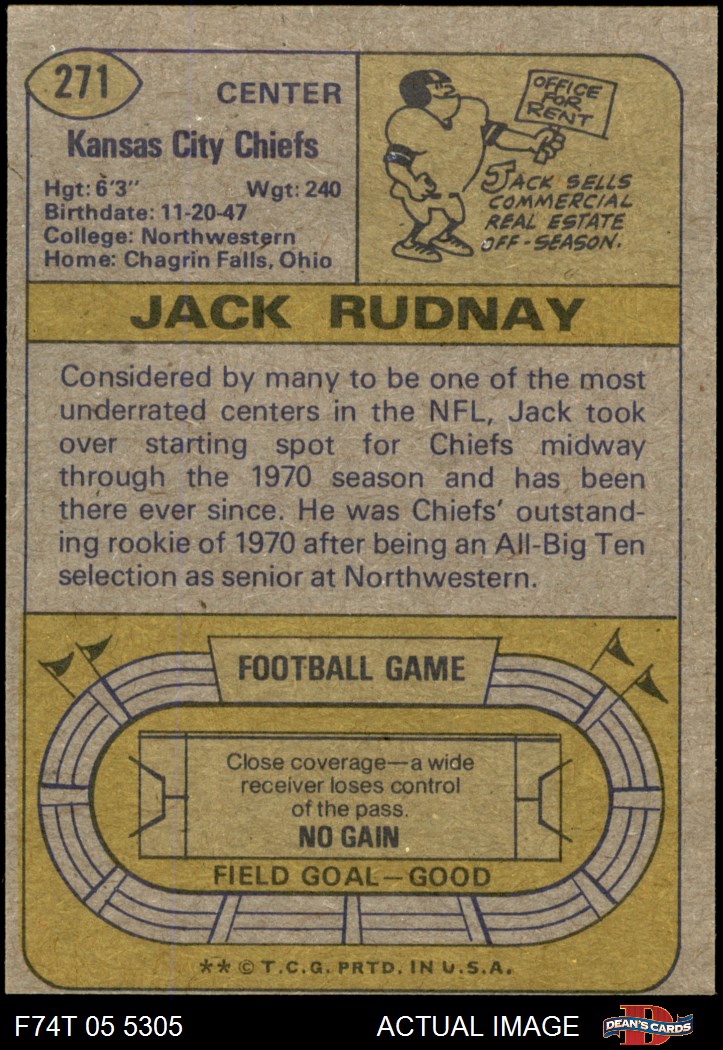 271
CENTER
Kansas City Chiefs
Hgt: 6'3" Wgt: 240
Birthdate: 11-20-47
College: Northwestern
Home: Chagrin Falls, Ohio
OFFICE
FOR
RENT
JACK SELLS
COMMERCIAL
REAL ESTATE
OFF-SEASON.
JACK RUDNAY
Considered by many to be one of the most
underrated centers in the NFL, Jack took
over starting spot for Chiefs midway
through the 1970 season and has been
there ever since. He was Chiefs' outstand-
ing rookie of 1970 after being an All-Big Ten
selection as senior at Northwestern.
FOOTBALL GAME
Close coverage—a wide
receiver loses control
of the pass.
NO GAIN
FIELD GOAL—GOOD
** © T.C.G. PRTD. IN U.S.A.
F74T 05 5305 ACTUAL IMAGE
DEAN'S CARDS